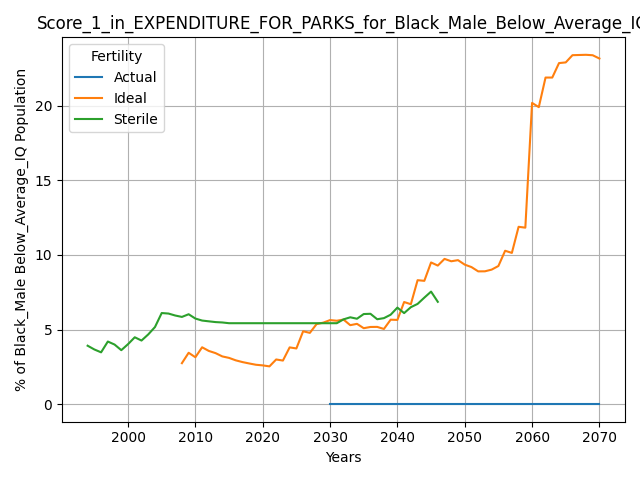 Score_1_in_EXPENDITURE_FOR_PARKS_for_Black_Male_Below_Average_IQ
Fertility
Actual
Ideal
Sterile
% of Black_Male Below_Average_IQ Population
20
15
10
5
0
2000 2010 2020 2030 2040 2050 2060 2070
Years